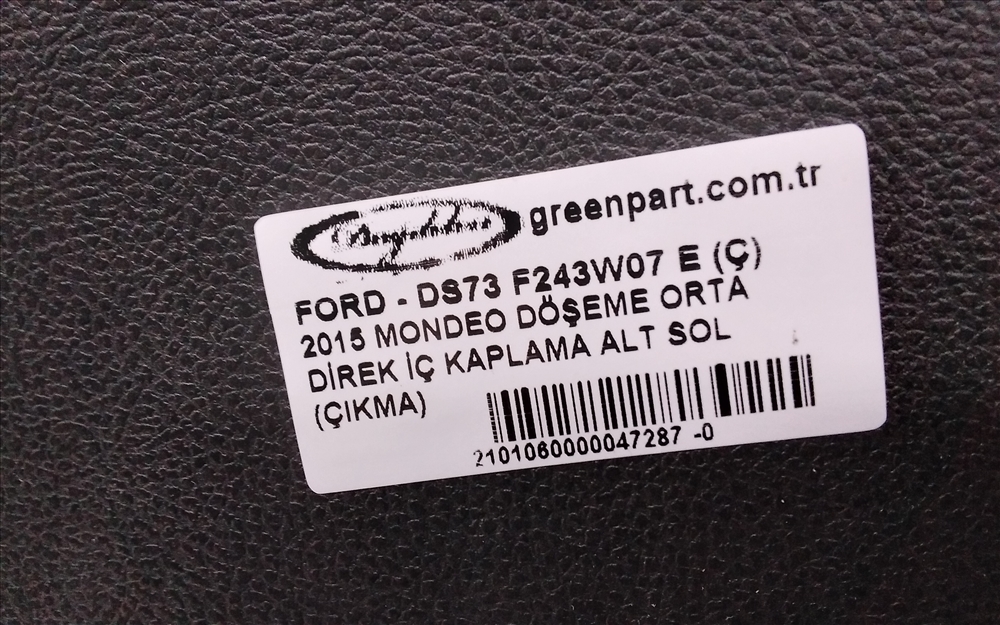 greenpart.com.tr
FORD - DS73 F243W07 E (Ç)
2015 MONDEO DÖŞEME ORTA
DİREK İÇ KAPLAMA ALT SOL
(ÇIKMA)
2101060000047287 -0